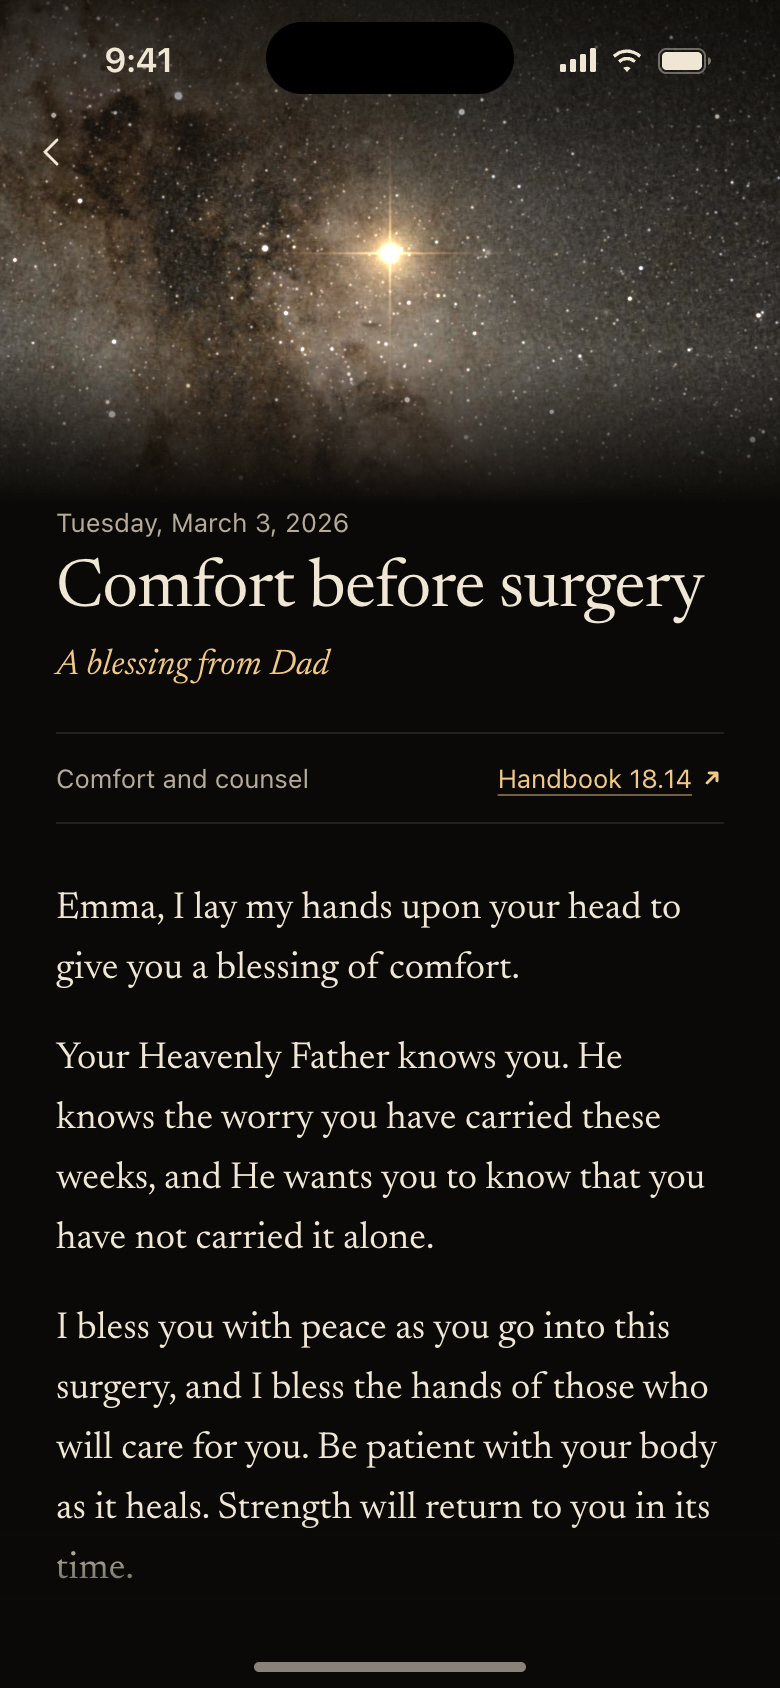 9:41
Tuesday, March 3, 2026
Comfort before surgery
A blessing from Dad
Comfort and counsel
Handbook 18.14
Emma, I lay my hands upon your head to
give you a blessing of comfort.
Your Heavenly Father knows you. He
knows the worry you have carried these
weeks, and He wants you to know that you
have not carried it alone.
I bless you with peace as you go into this
surgery, and I bless the hands of those who
will care for you. Be patient with your body
as it heals. Strength will return to you in its
time.